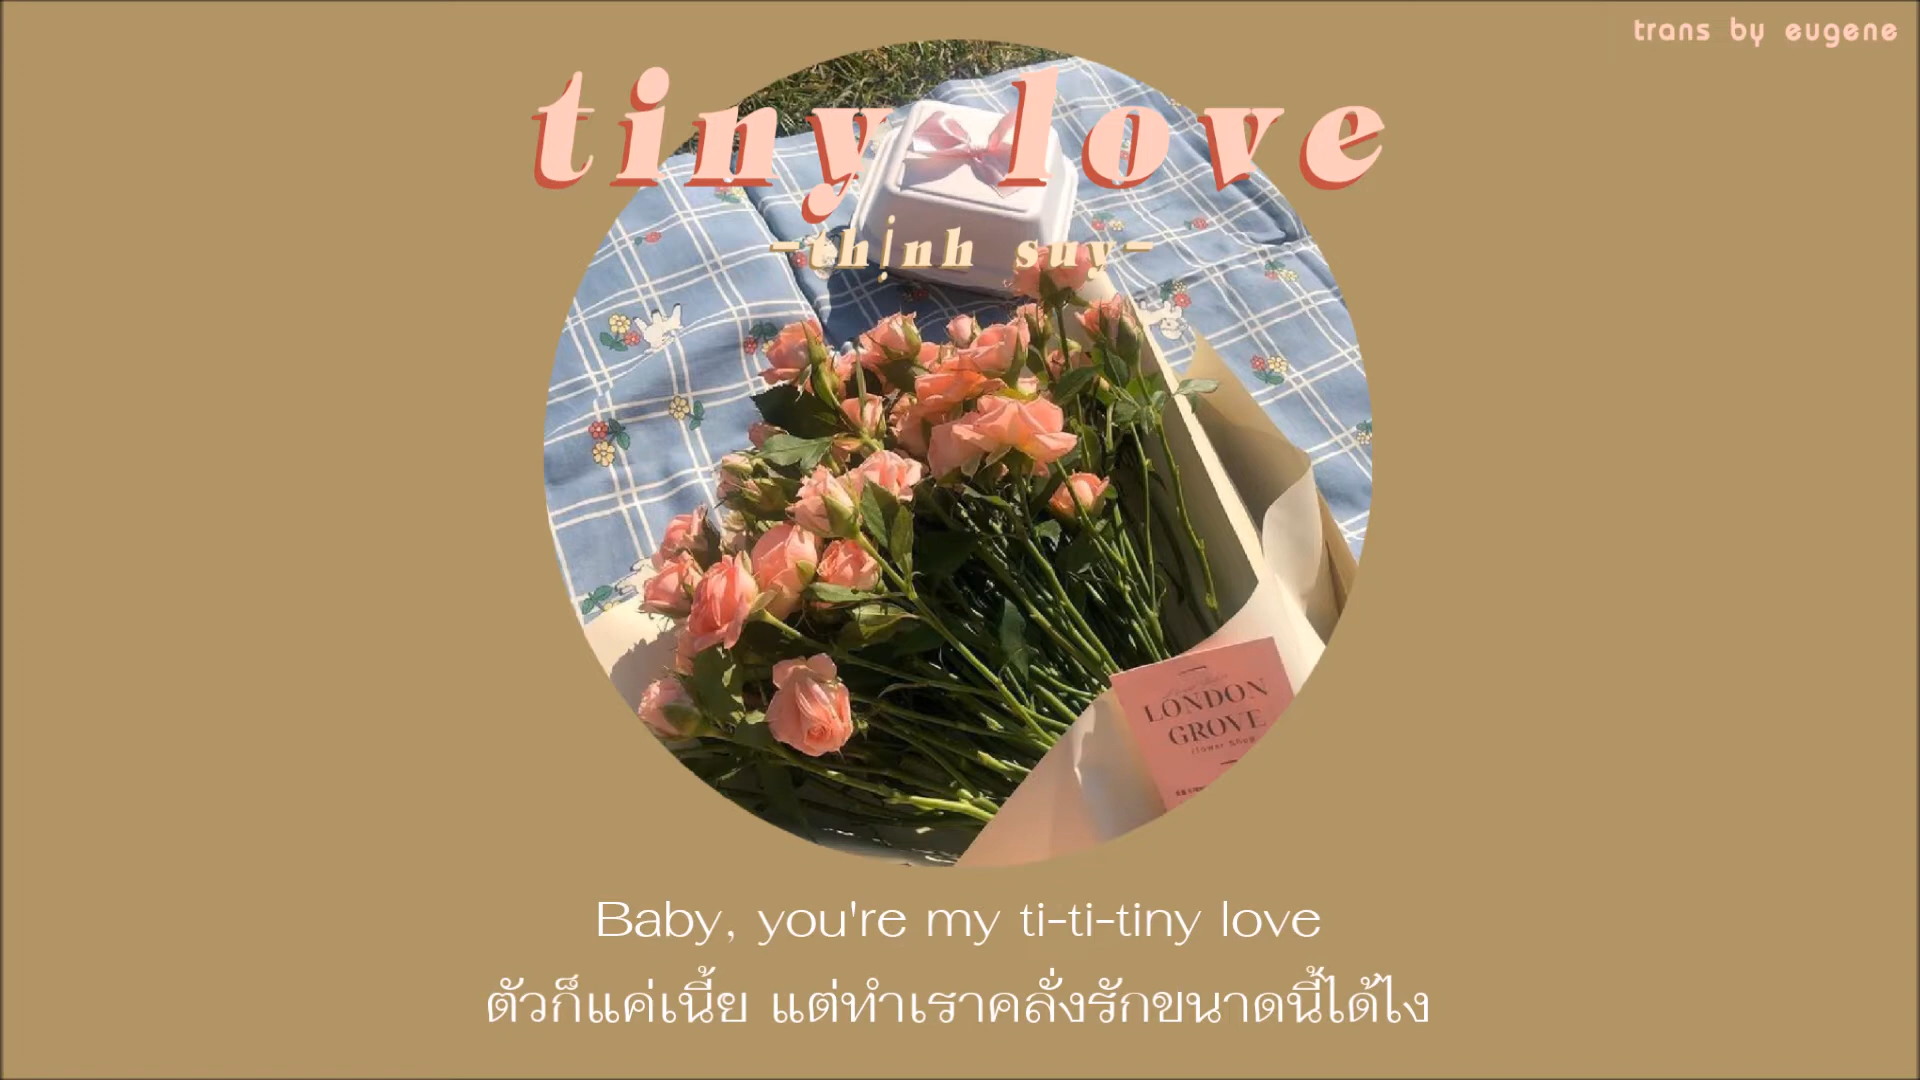 trans by eugene
tiny love
-thịnh suy-
LONDON
GROVE
flower
Baby, you're my ti-ti-tiny love
ตัวก็แค่เนี้ย แต่ทำเราคลั่งรักขนาดนี้ได้ไง